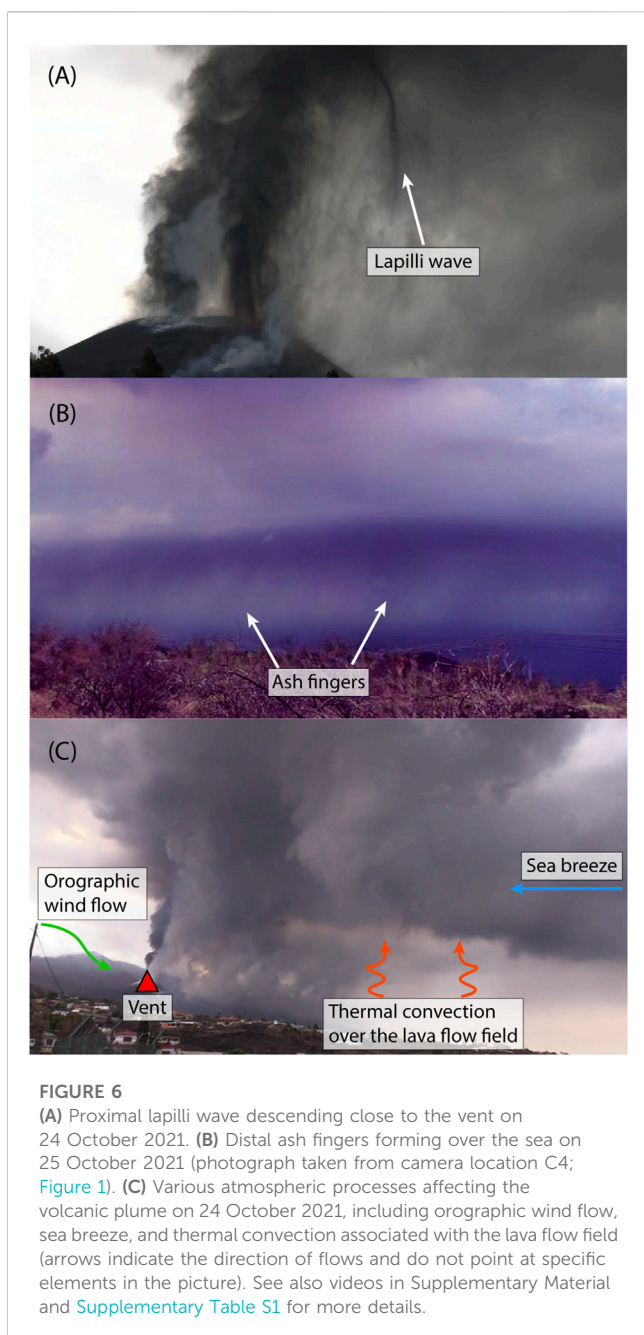 (A)
Lapilli wave
(B)
Ash fingers
(C)
Orographic
wind flow
Sea breeze
Vent
Thermal convection
over the lava flow field
FIGURE 6
(A) Proximal lapilli wave descending close to the vent on
24 October 2021. (B) Distal ash fingers forming over the sea on
25 October 2021 (photograph taken from camera location C4;
Figure 1). (C) Various atmospheric processes affecting the
volcanic plume on 24 October 2021, including orographic wind flow,
sea breeze, and thermal convection associated with the lava flow field
(arrows indicate the direction of flows and do not point at specific
elements in the picture). See also videos in Supplementary Material
and Supplementary Table S1 for more details.